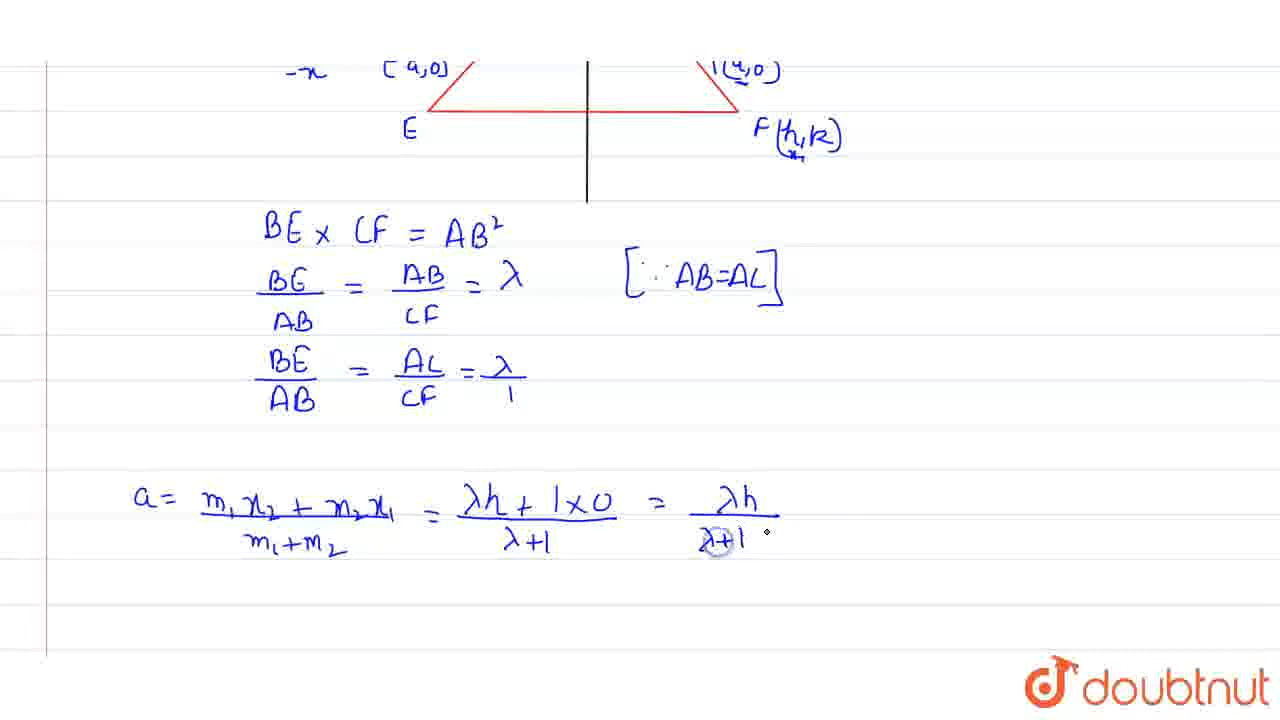 -x (-a,0) (a,0)
E F (h,k)
x₁
BE × CF = AB²
BE/AB = AB/CF = λ [∵ AB=AC]
BE/AB = AC/CF = λ/1
a = m₁x₂ + m₂x₁/m₁+m₂ = λh + 1×0/λ+1 = λh/λ+1
doubtnut